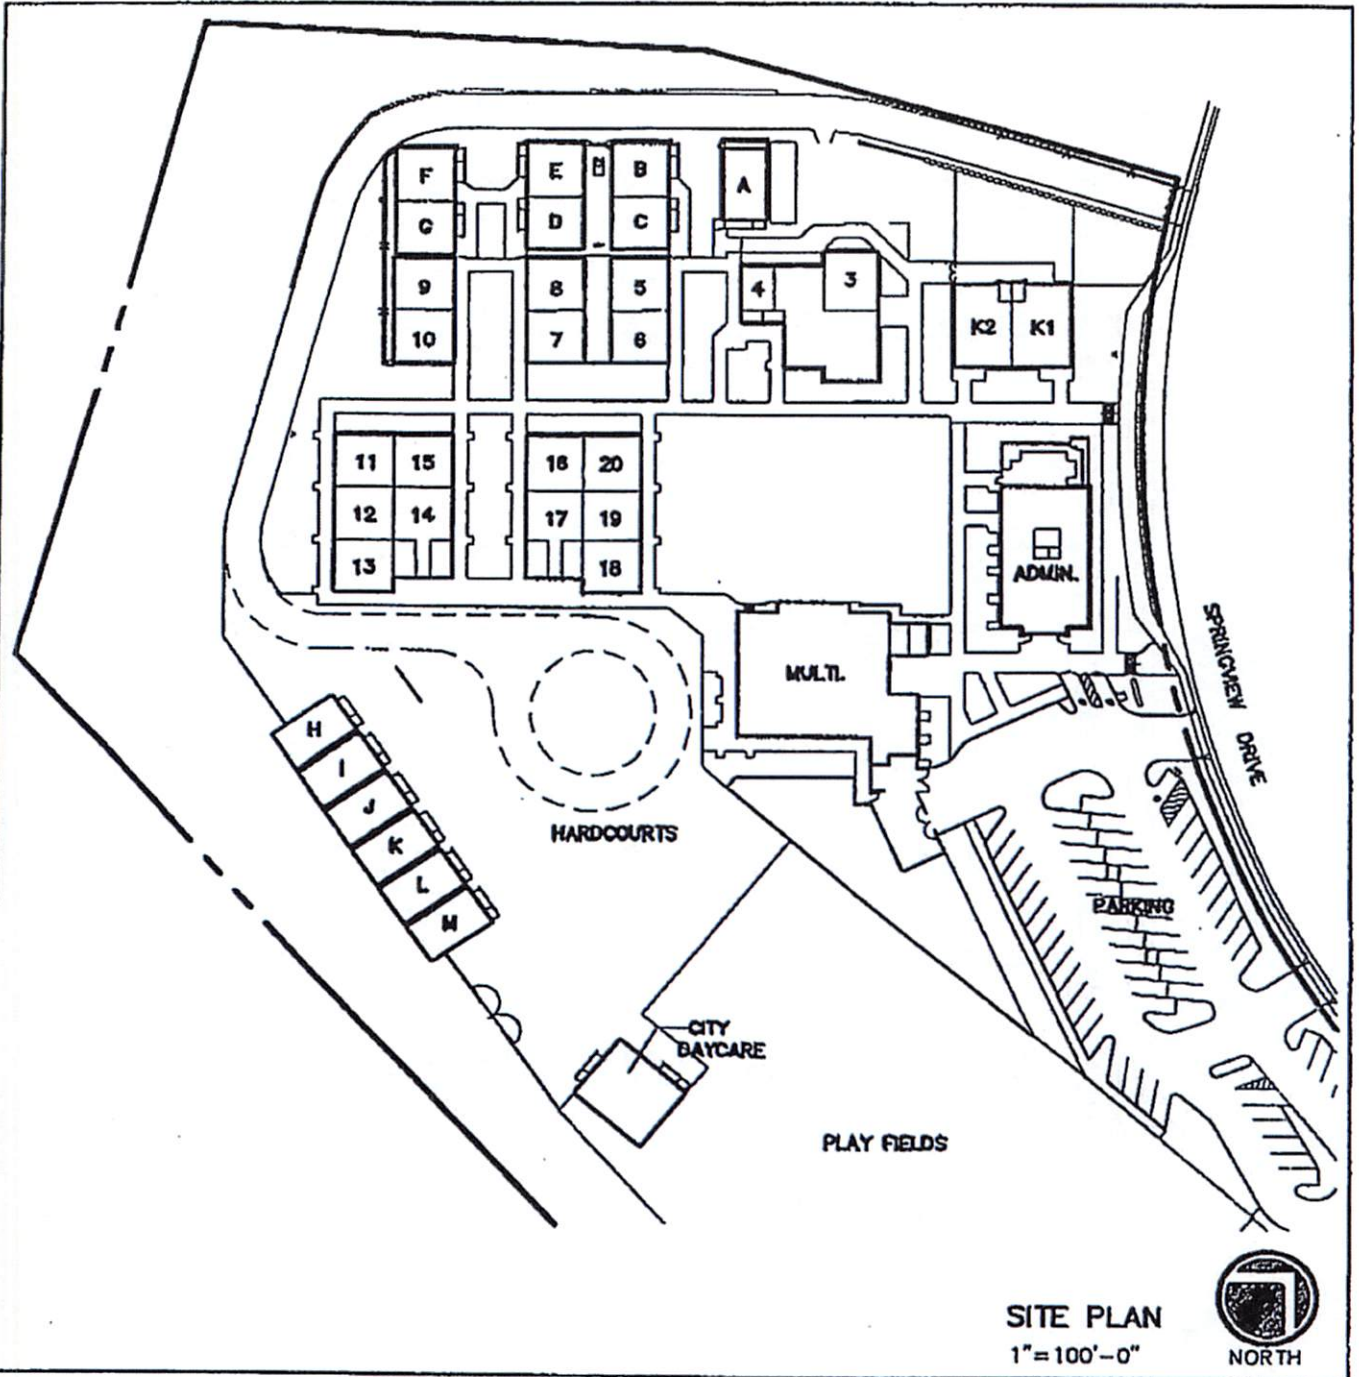 F
E
B
A
G
D
C
9
8
5
4
3
10
7
6
K2
K1
11
15
16
20
12
14
17
19
13
18
ADMIN.
MULTI.
SPRINGVIEW DRIVE
H
I
J
K
L
M
HARDCOURTS
PARKING
CITY
DAYCARE
PLAY FIELDS
SITE PLAN
1"=100'-0"
NORTH